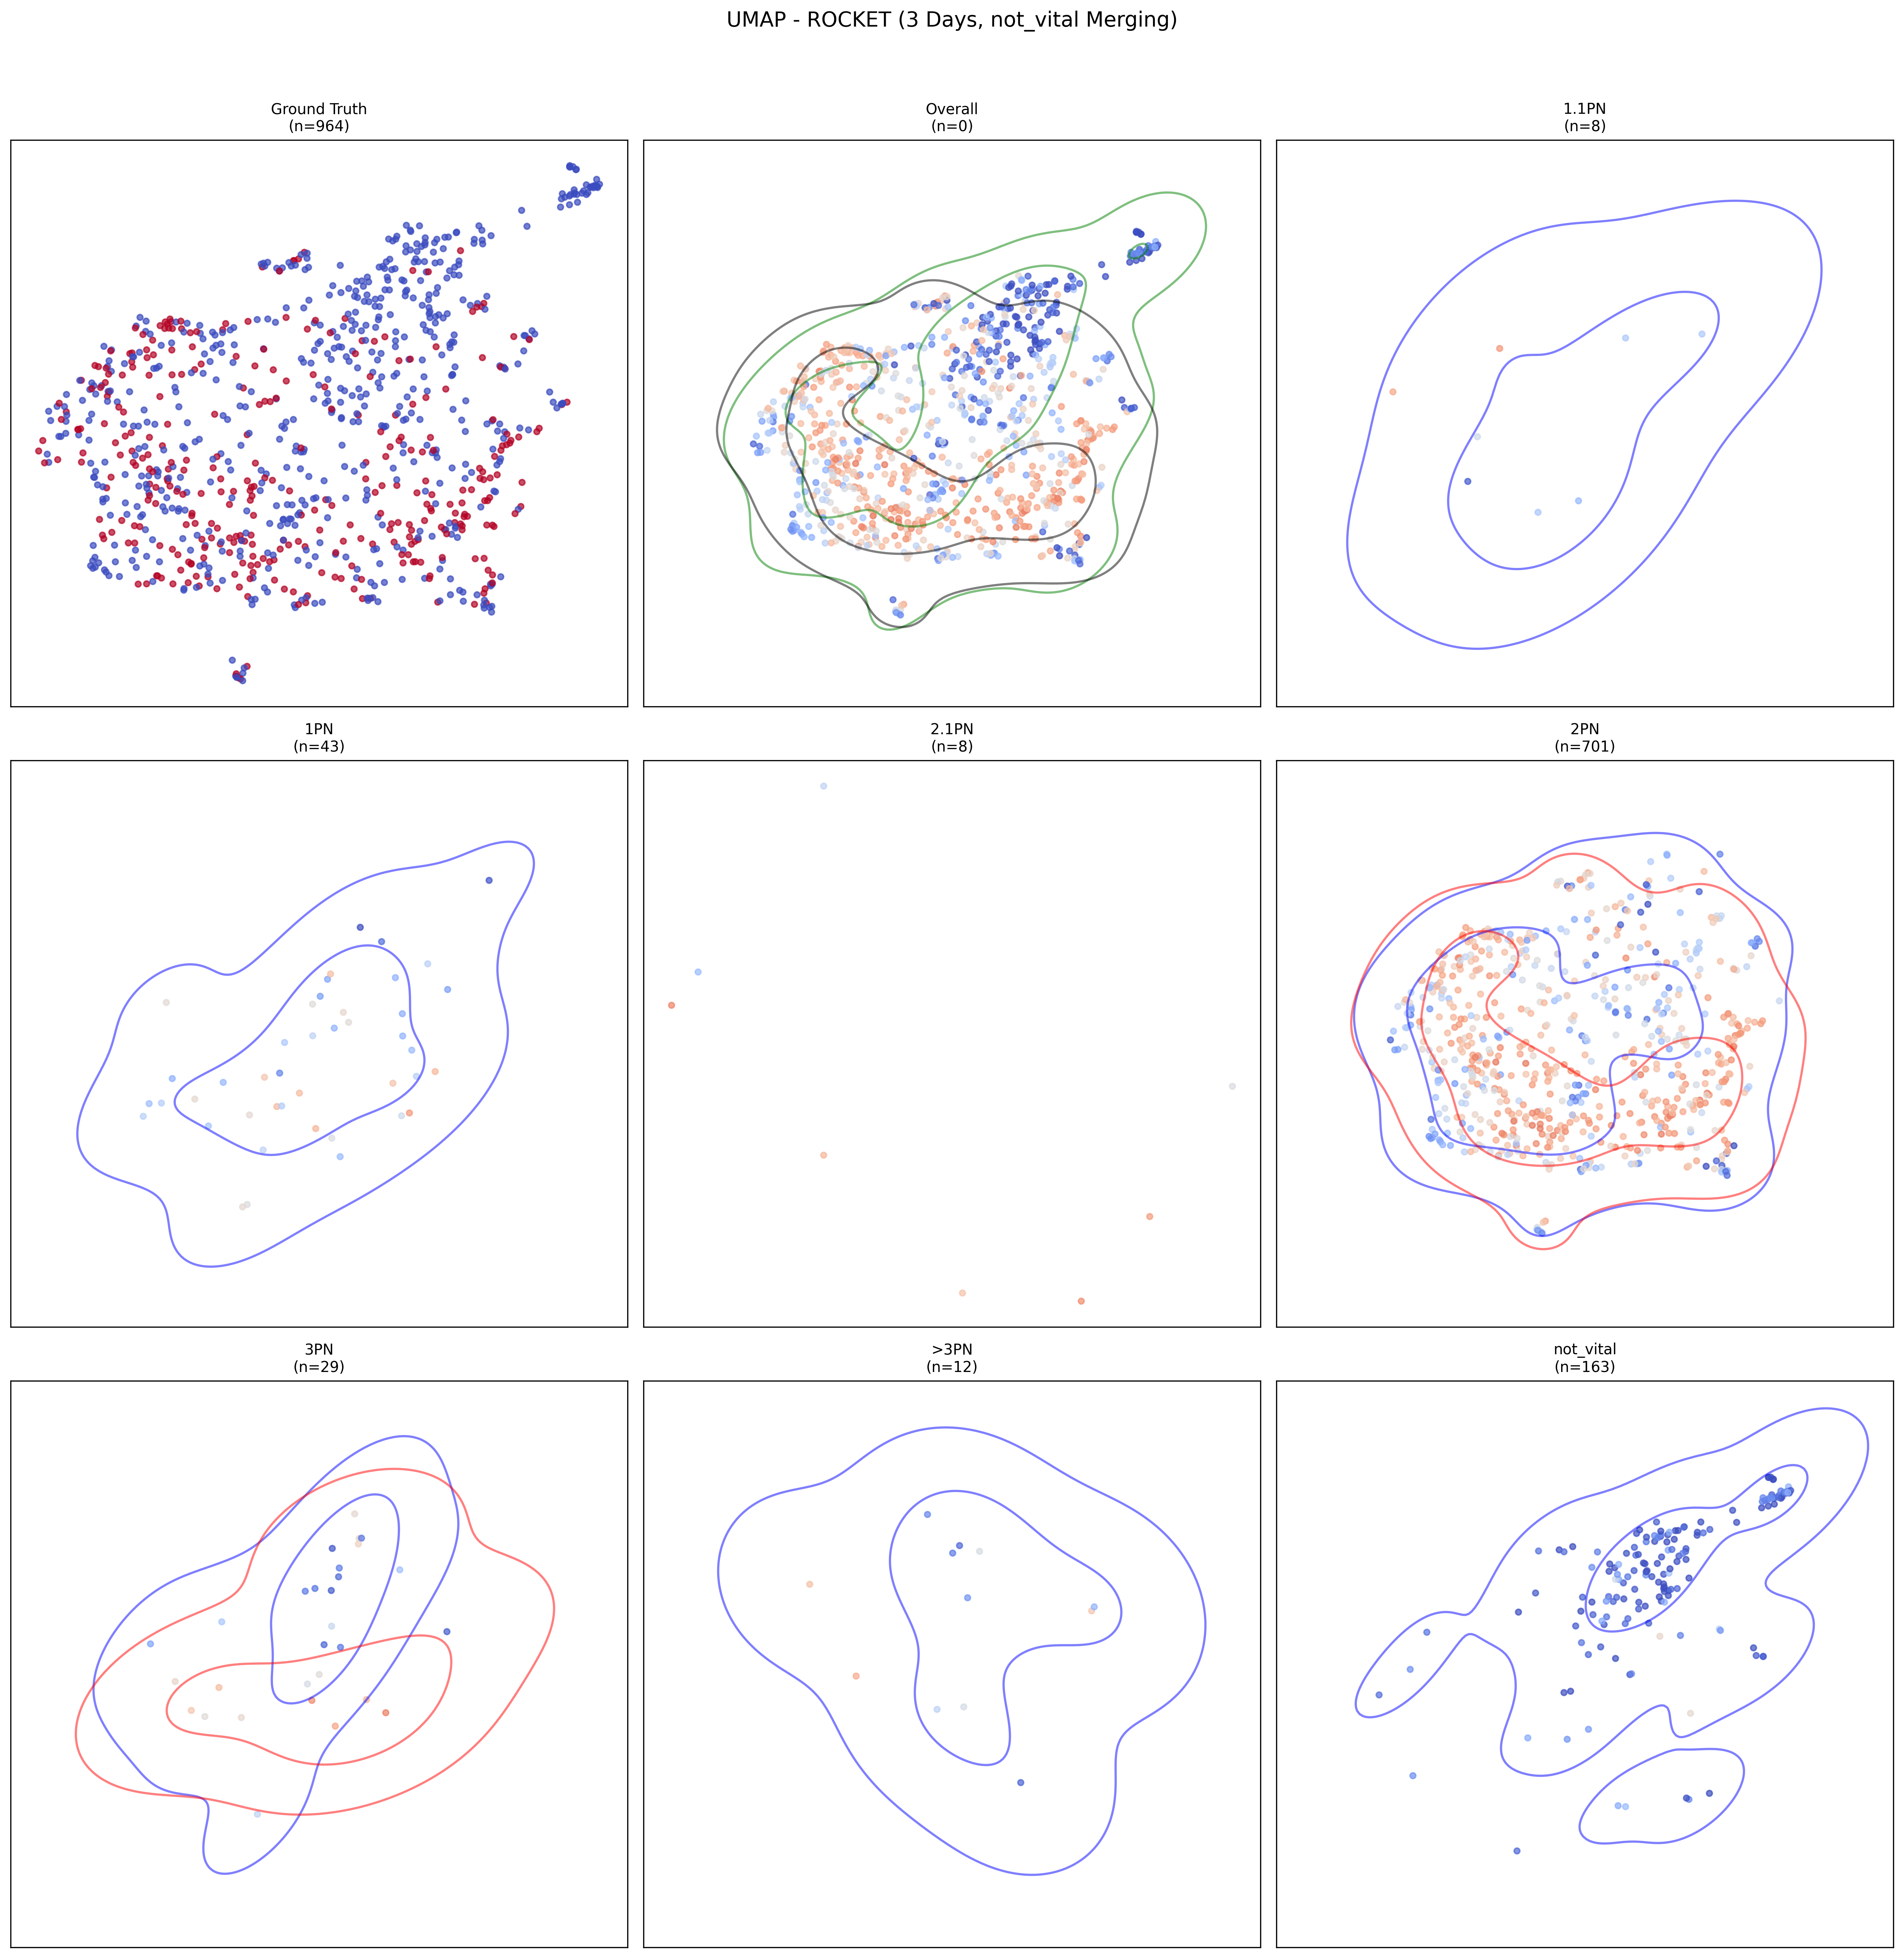 UMAP - ROCKET (3 Days, not_vital Merging)
Ground Truth
(n=964)
Overall
(n=0)
1.1PN
(n=8)
1PN
(n=43)
2.1PN
(n=8)
2PN
(n=701)
3PN
(n=29)
>3PN
(n=12)
not_vital
(n=163)